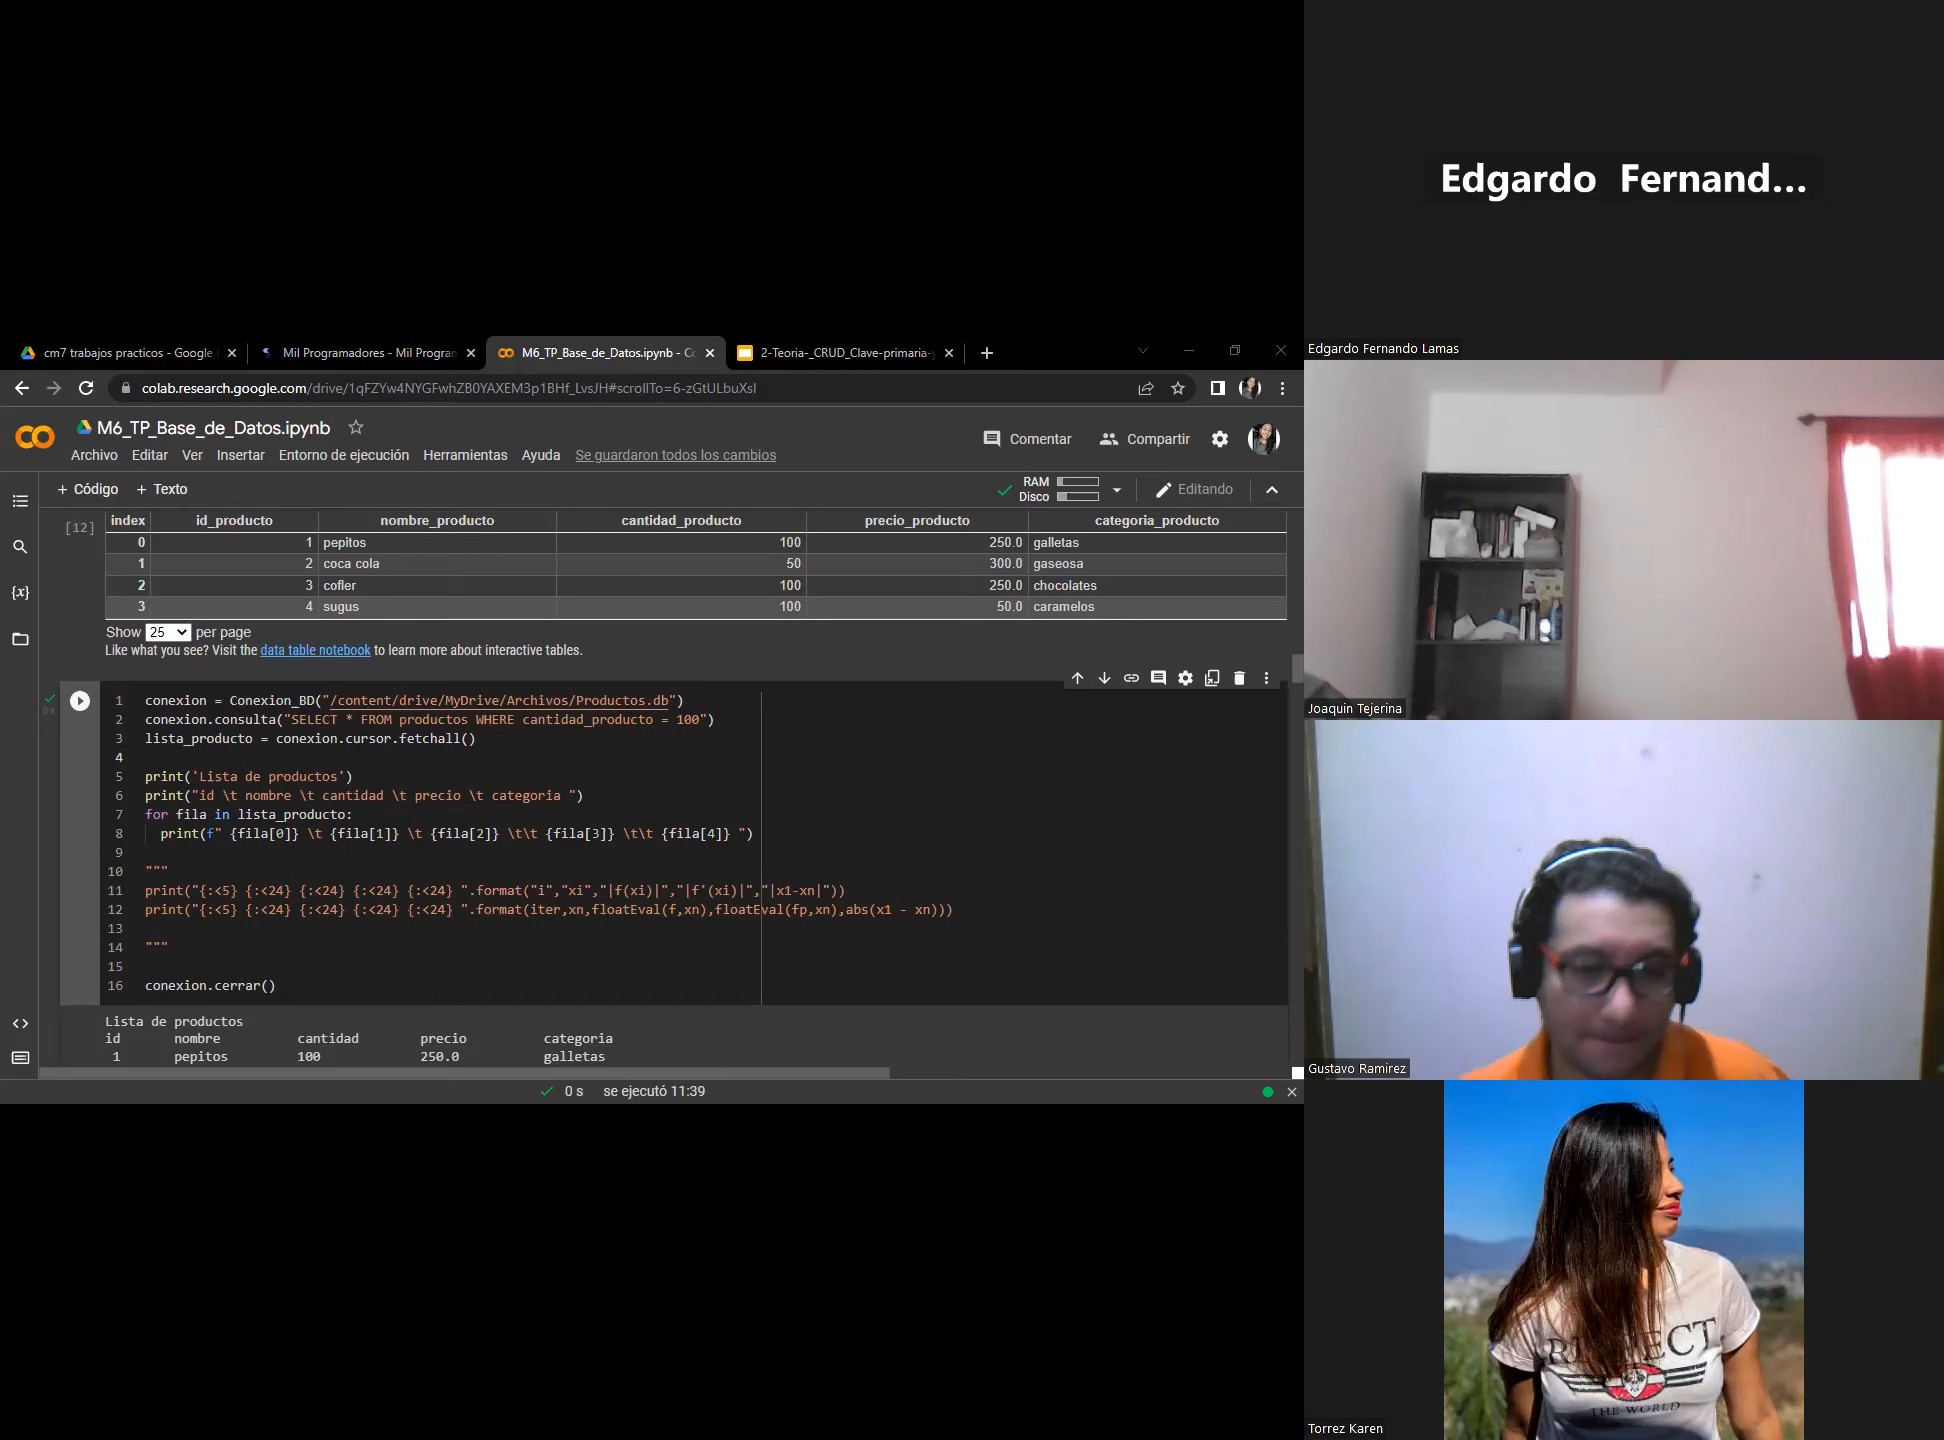 Edgardo Fernand...
Edgardo Fernando Lamas
cm7 trabajos practicos - Google
Mil Programadores - Mil Progran
M6_TP_Base_de_Datos.ipynb - Co
2-Teoria-_CRUD_Clave-primaria-
colab.research.google.com/drive/1qFZYw4NYGFwhZB0YAXEM3p1BHf_LvsJH#scrollTo=6-zGtULbuXsl
M6_TP_Base_de_Datos.ipynb
Comentar
Compartir
Archivo Editar Ver Insertar Entorno de ejecución Herramientas Ayuda Se guardaron todos los cambios
+ Código + Texto
RAM
Disco
Editando
[12]
index id_producto nombre_producto cantidad_producto precio_producto categoria_producto
0 1 pepitos 100 250.0 galletas
1 2 coca cola 50 300.0 gaseosa
2 3 cofler 100 250.0 chocolates
3 4 sugus 100 50.0 caramelos
Show 25 per page
Like what you see? Visit the data table notebook to learn more about interactive tables.
1 conexion = Conexion_BD("/content/drive/MyDrive/Archivos/Productos.db")
2 conexion.consulta("SELECT * FROM productos WHERE cantidad_producto = 100")
3 lista_producto = conexion.cursor.fetchall()
4
5 print('Lista de productos')
6 print("id \t nombre \t cantidad \t precio \t categoria ")
7 for fila in lista_producto:
8 print(f" {fila[0]} \t {fila[1]} \t {fila[2]} \t\t {fila[3]} \t\t {fila[4]} ")
9
10 """
11 print("{:<5} {:<24} {:<24} {:<24} {:<24} ".format("i","xi","|f(xi)|","|f'(xi)|","|x1-xn|"))
12 print("{:<5} {:<24} {:<24} {:<24} {:<24} ".format(iter,xn,floatEval(f,xn),floatEval(fp,xn),abs(x1 - xn)))
13
14 """
15
16 conexion.cerrar()
Lista de productos
id nombre cantidad precio categoria
1 pepitos 100 250.0 galletas
0 s se ejecutó 11:39
Joaquin Tejerina
Gustavo Ramirez
THE WORLD
Torrez Karen